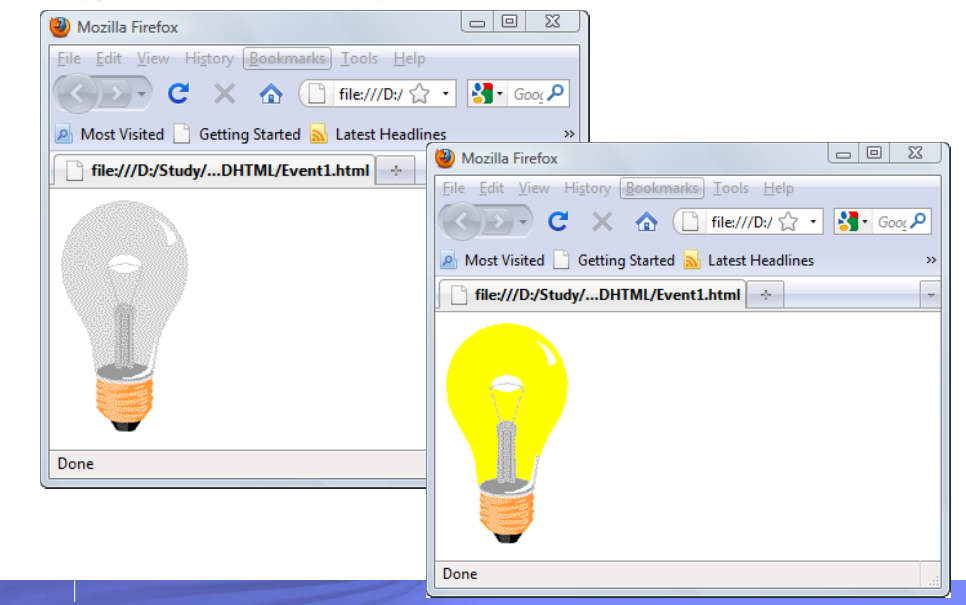 Mozilla Firefox
File Edit View History Bookmarks Tools Help
file:///D:/ Goog
Most Visited Getting Started Latest Headlines »
file:///D:/Study/...DHTML/Event1.html
Done
Mozilla Firefox
File Edit View History Bookmarks Tools Help
file:///D:/ Goog
Most Visited Getting Started Latest Headlines »
file:///D:/Study/...DHTML/Event1.html
Done